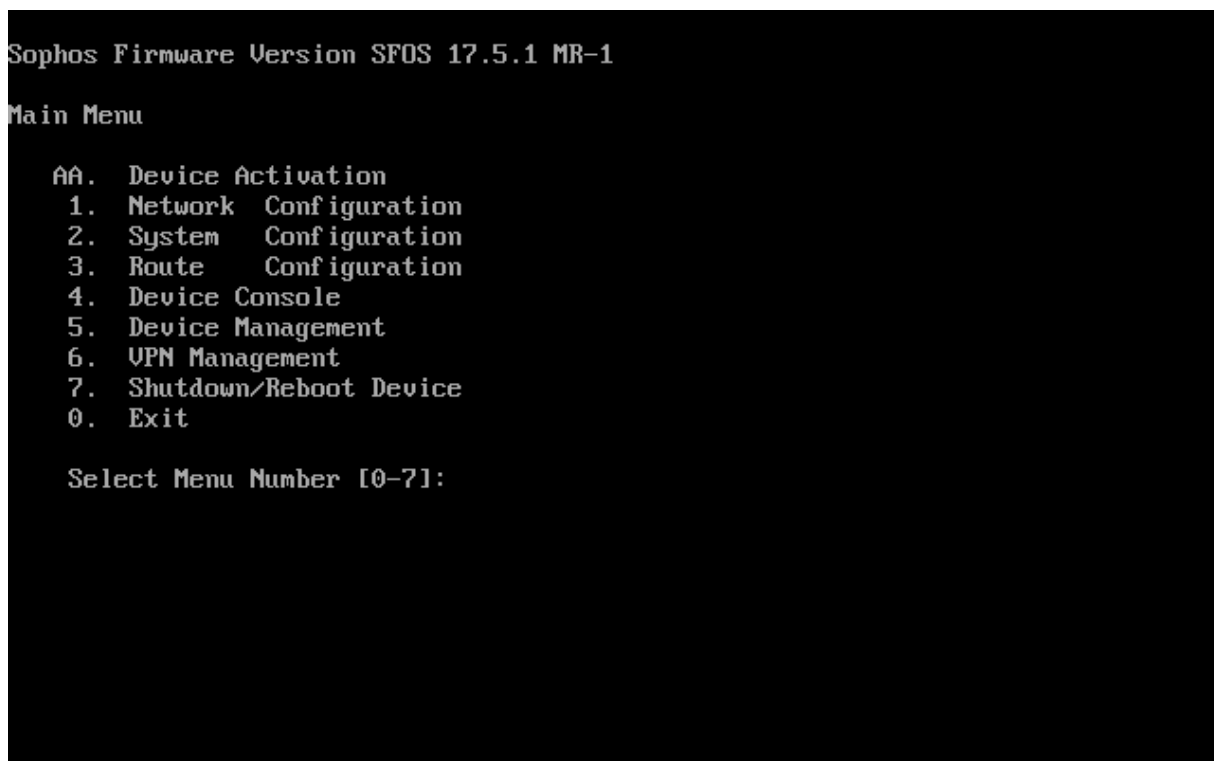 Sophos Firmware Version SFOS 17.5.1 MR-1
Main Menu
AA. Device Activation
1. Network Configuration
2. System Configuration
3. Route Configuration
4. Device Console
5. Device Management
6. VPN Management
7. Shutdown/Reboot Device
0. Exit
Select Menu Number [0-7]: